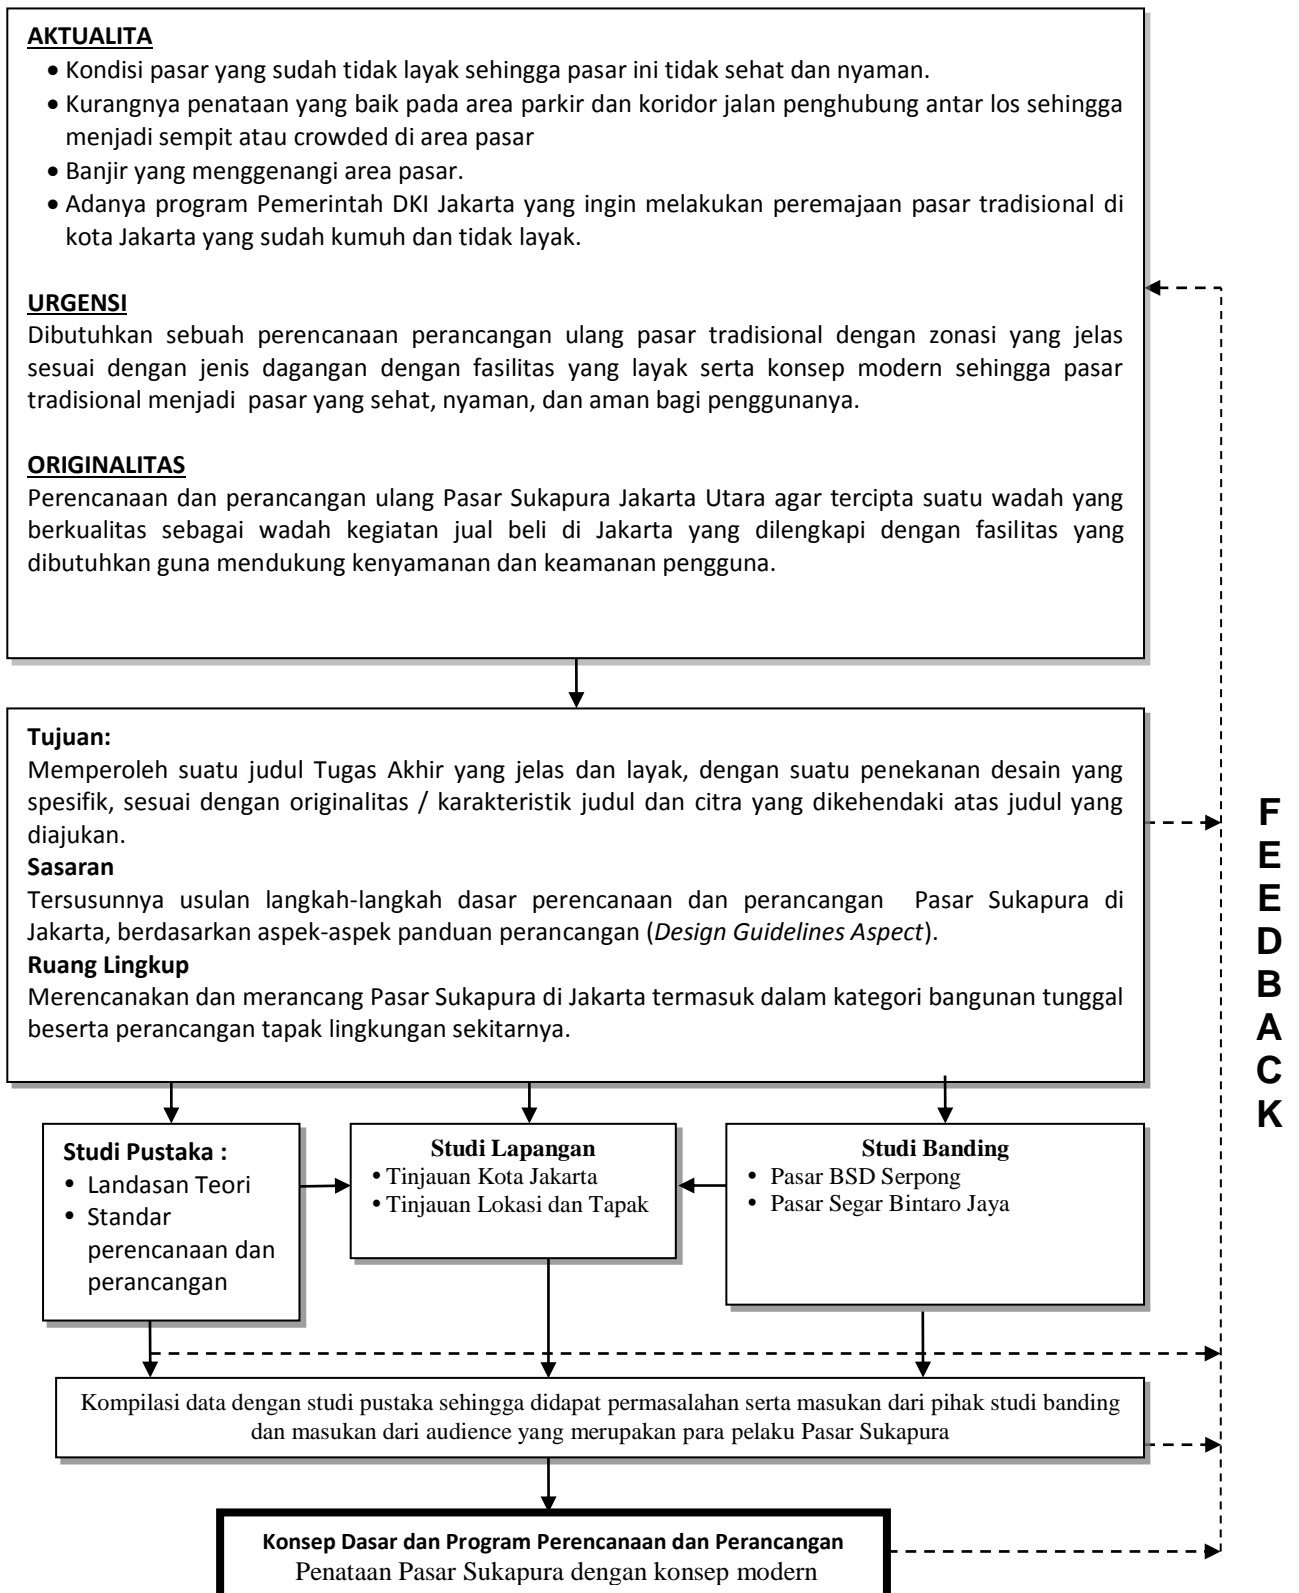 AKTUALITA
• Kondisi pasar yang sudah tidak layak sehingga pasar ini tidak sehat dan nyaman.
• Kurangnya penataan yang baik pada area parkir dan koridor jalan penghubung antar los sehingga
menjadi sempit atau crowded di area pasar
• Banjir yang menggenangi area pasar.
• Adanya program Pemerintah DKI Jakarta yang ingin melakukan peremajaan pasar tradisional di
kota Jakarta yang sudah kumuh dan tidak layak.
URGENSI
Dibutuhkan sebuah perencanaan perancangan ulang pasar tradisional dengan zonasi yang jelas
sesuai dengan jenis dagangan dengan fasilitas yang layak serta konsep modern sehingga pasar
tradisional menjadi pasar yang sehat, nyaman, dan aman bagi penggunanya.
ORIGINALITAS
Perencanaan dan perancangan ulang Pasar Sukapura Jakarta Utara agar tercipta suatu wadah yang
berkualitas sebagai wadah kegiatan jual beli di Jakarta yang dilengkapi dengan fasilitas yang
dibutuhkan guna mendukung kenyamanan dan keamanan pengguna.
Tujuan:
Memperoleh suatu judul Tugas Akhir yang jelas dan layak, dengan suatu penekanan desain yang
spesifik, sesuai dengan originalitas / karakteristik judul dan citra yang dikehendaki atas judul yang
diajukan.
Sasaran
Tersusunnya usulan langkah-langkah dasar perencanaan dan perancangan Pasar Sukapura di
Jakarta, berdasarkan aspek-aspek panduan perancangan (Design Guidelines Aspect).
Ruang Lingkup
Merencanakan dan merancang Pasar Sukapura di Jakarta termasuk dalam kategori bangunan tunggal
beserta perancangan tapak lingkungan sekitarnya.
Studi Pustaka :
• Landasan Teori
• Standar
perencanaan dan
perancangan
Studi Lapangan
• Tinjauan Kota Jakarta
• Tinjauan Lokasi dan Tapak
Studi Banding
• Pasar BSD Serpong
• Pasar Segar Bintaro Jaya
Kompilasi data dengan studi pustaka sehingga didapat permasalahan serta masukan dari pihak studi banding
dan masukan dari audience yang merupakan para pelaku Pasar Sukapura
Konsep Dasar dan Program Perencanaan dan Perancangan
Penataan Pasar Sukapura dengan konsep modern
F
E
E
D
B
A
C
K